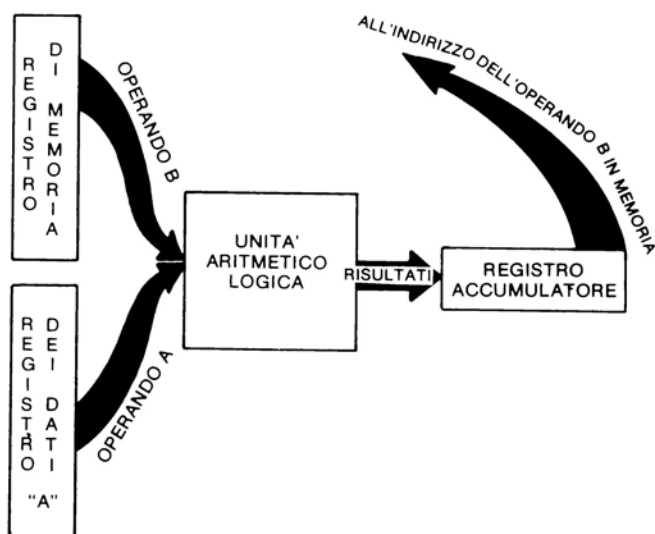 REGISTRO
DI MEMORIA
OPERANDO B
REGISTRO
DEI DATI
"A"
OPERANDO A
UNITA'
ARITMETICO
LOGICA
RISULTATI
REGISTRO
ACCUMULATORE
ALL'INDIRIZZO DELL'OPERANDO B IN MEMORIA